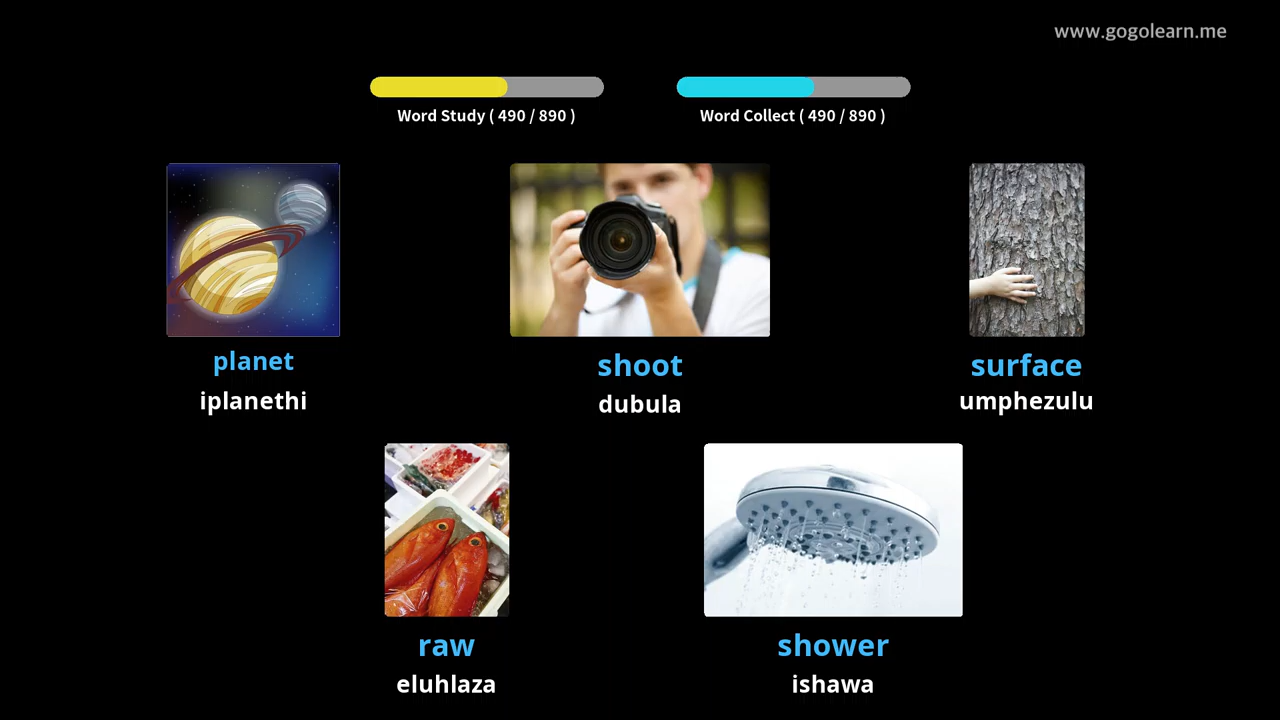 www.gogolearn.me
Word Study ( 490 / 890 )
Word Collect ( 490 / 890 )
planet
iplanethi
shoot
dubula
surface
umphezulu
raw
eluhlaza
shower
ishawa